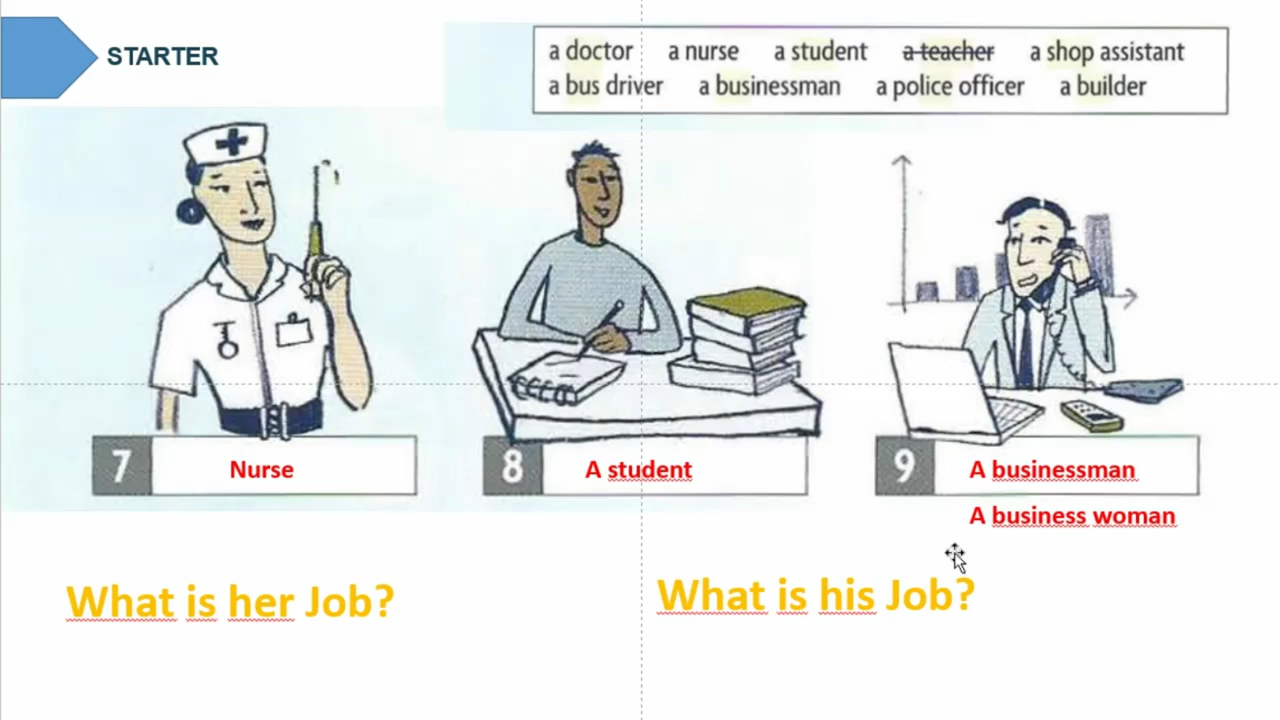 STARTER
a doctor a nurse a student a teacher a shop assistant
a bus driver a businessman a police officer a builder
7 Nurse
8 A student
9 A businessman
A business woman
What is her Job?
What is his Job?